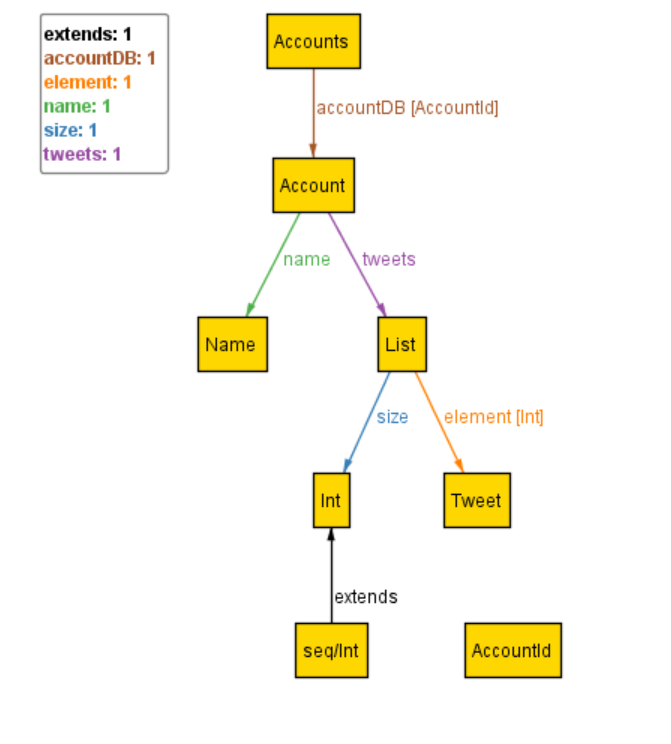 extends: 1
accountDB: 1
element: 1
name: 1
size: 1
tweets: 1
Accounts
accountDB [AccountId]
Account
name
tweets
Name
List
size
element [Int]
Int
Tweet
extends
seq/Int
AccountId